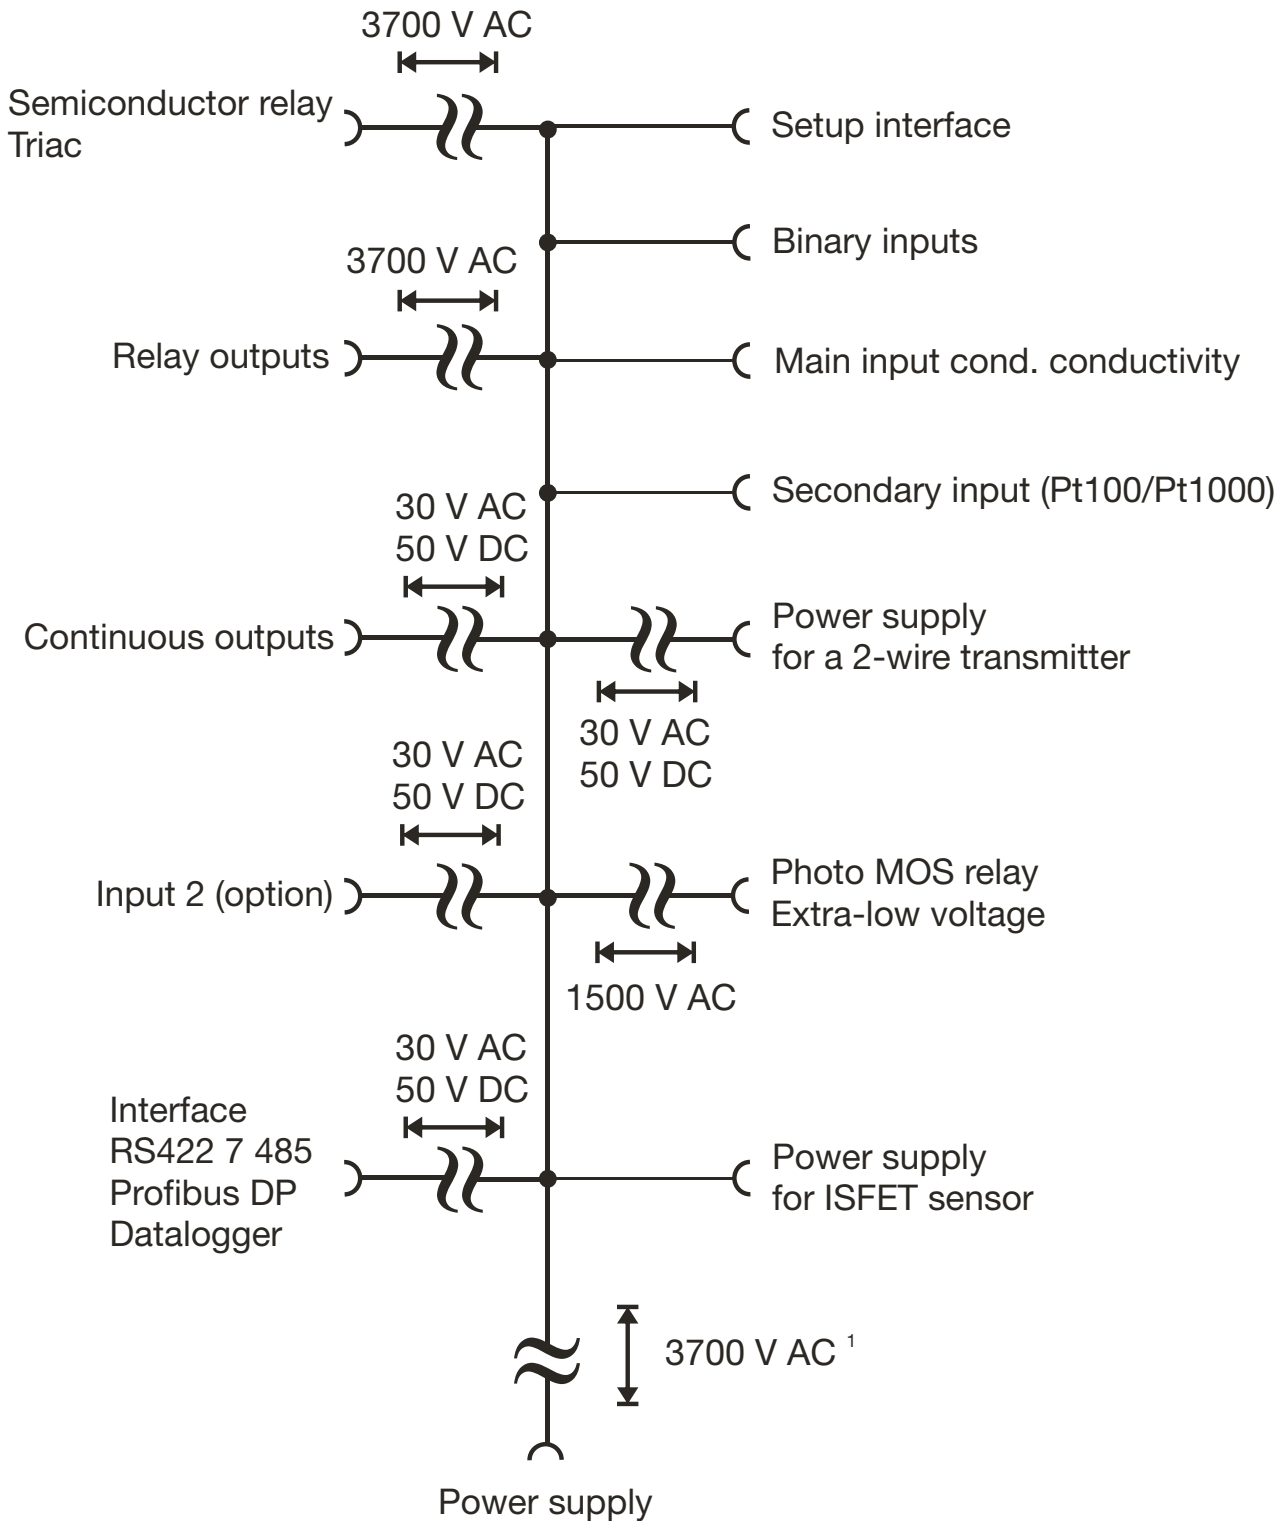 3700 V AC
Semiconductor relay
Triac
Setup interface
Binary inputs
3700 V AC
Relay outputs
Main input cond. conductivity
Secondary input (Pt100/Pt1000)
30 V AC
50 V DC
Continuous outputs
Power supply
for a 2-wire transmitter
30 V AC
50 V DC
30 V AC
50 V DC
Input 2 (option)
Photo MOS relay
Extra-low voltage
1500 V AC
30 V AC
50 V DC
Interface
RS422 7 485
Profibus DP
Datalogger
Power supply
for ISFET sensor
3700 V AC 1
Power supply